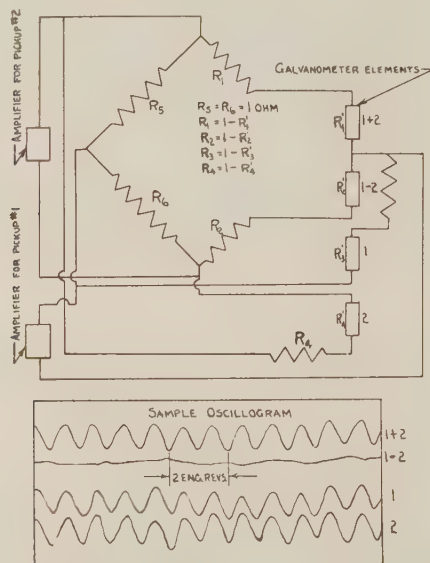 AMPLIFIER FOR PICKUP #2
AMPLIFIER FOR PICKUP #1
GALVANOMETER ELEMENTS
R5
R1
R6
R2
R5 = R6 = 1 OHM
R1 = 1 - R'1
R2 = 1 - R'2
R3 = 1 - R'3
R4 = 1 - R'4
R'1 1+2
R'2 1-2
R'3 1
R'4 2
R4
SAMPLE OSCILLOGRAM
1+2
1-2
2 ENG. REVS.
1
2